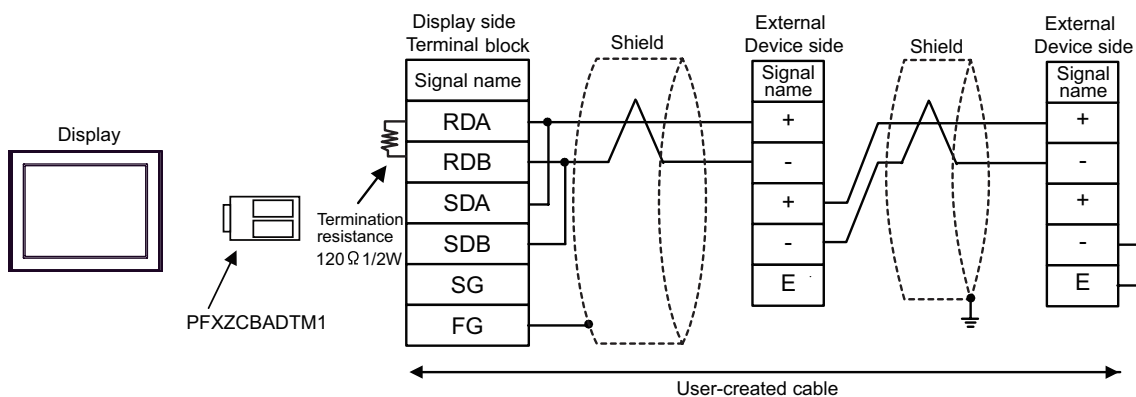 Display side
Terminal block
Shield
External
Device side
Shield
External
Device side
Signal name
Signal
name
Signal
name
RDA
+
+
Display
RDB
-
-
SDA
+
+
Termination
resistance
120Ω 1/2W
SDB
-
-
SG
E
E
PFXZCBADTM1
FG
User-created cable